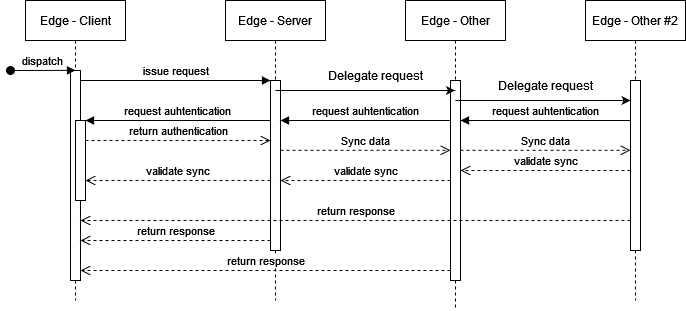 Edge - Client
Edge - Server
Edge - Other
Edge - Other #2
dispatch
issue request
Delegate request
Delegate request
request auhtentication
request auhtentication
request auhtentication
return authentication
Sync data
Sync data
validate sync
validate sync
validate sync
return response
return response
return response